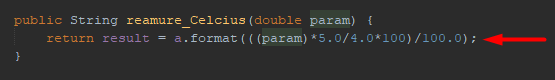 public String reamure_Celcius(double param) {
return result = a.format(((param)*5.0/4.0*100)/100.0);
}